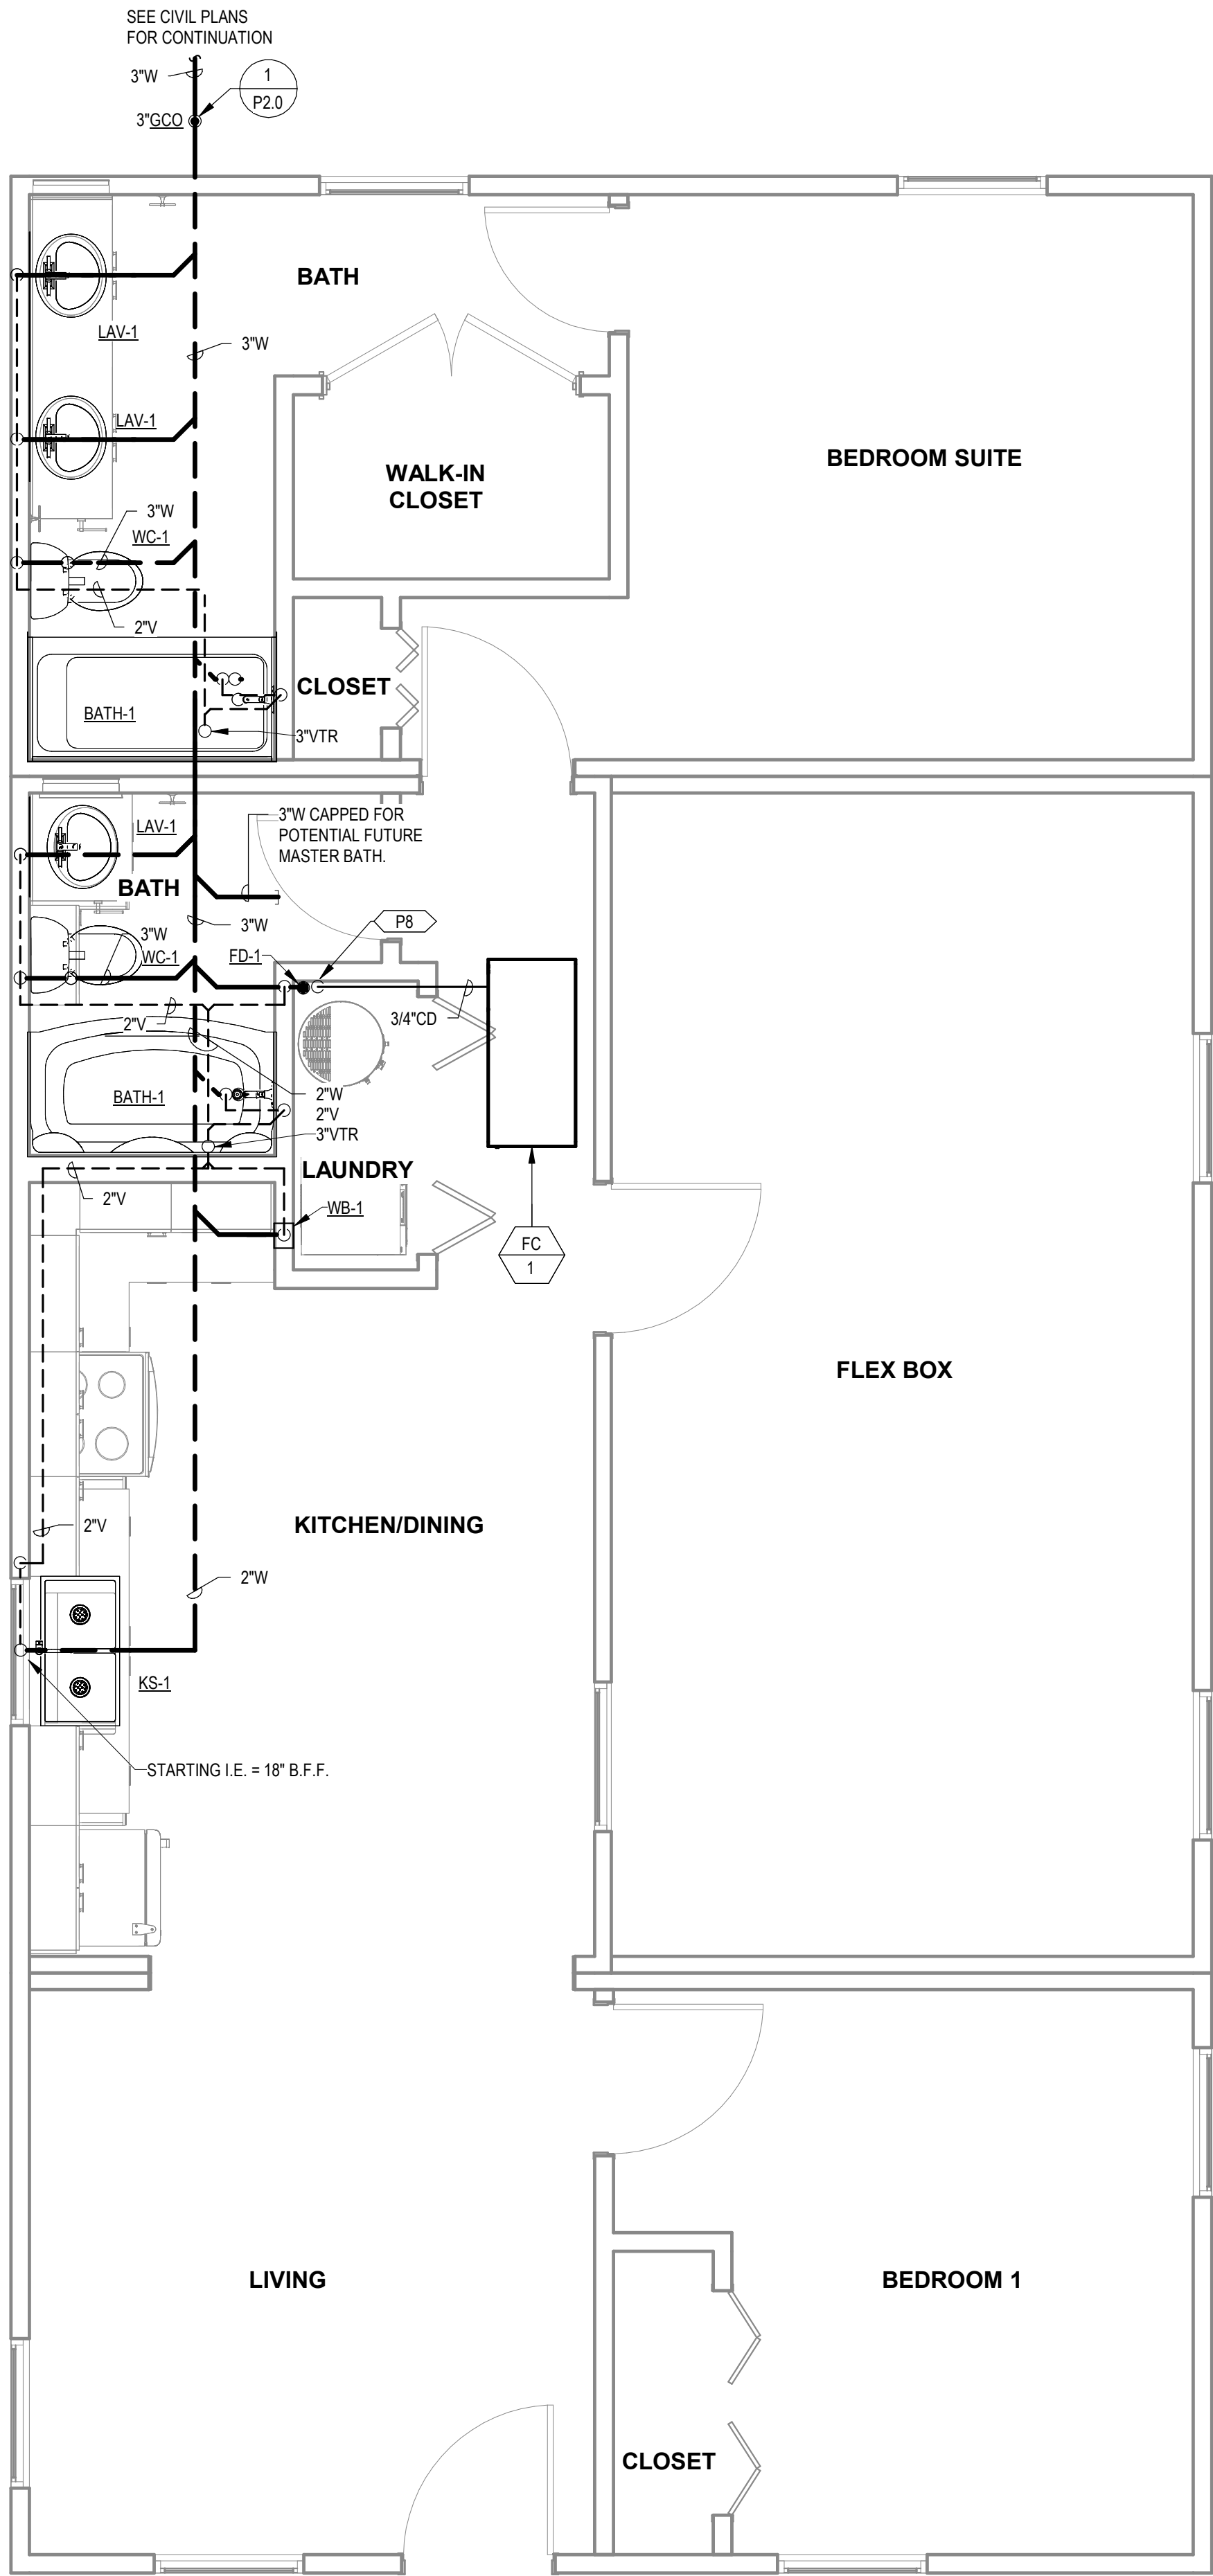 SEE CIVIL PLANS
FOR CONTINUATION
3"W
1
P2.0
3"GCO
BATH
LAV-1
3"W
LAV-1
BEDROOM SUITE
WALK-IN
CLOSET
3"W
WC-1
2"V
CLOSET
BATH-1
3"VTR
3"W CAPPED FOR
POTENTIAL FUTURE
MASTER BATH.
LAV-1
BATH
P8
3"W
3"W
WC-1
FD-1
2"V
3/4"CD
BATH-1
2"W
2"V
3"VTR
LAUNDRY
2"V
WB-1
FC
1
FLEX BOX
2"V
KITCHEN/DINING
2"W
KS-1
STARTING I.E. = 18" B.F.F.
LIVING
BEDROOM 1
CLOSET